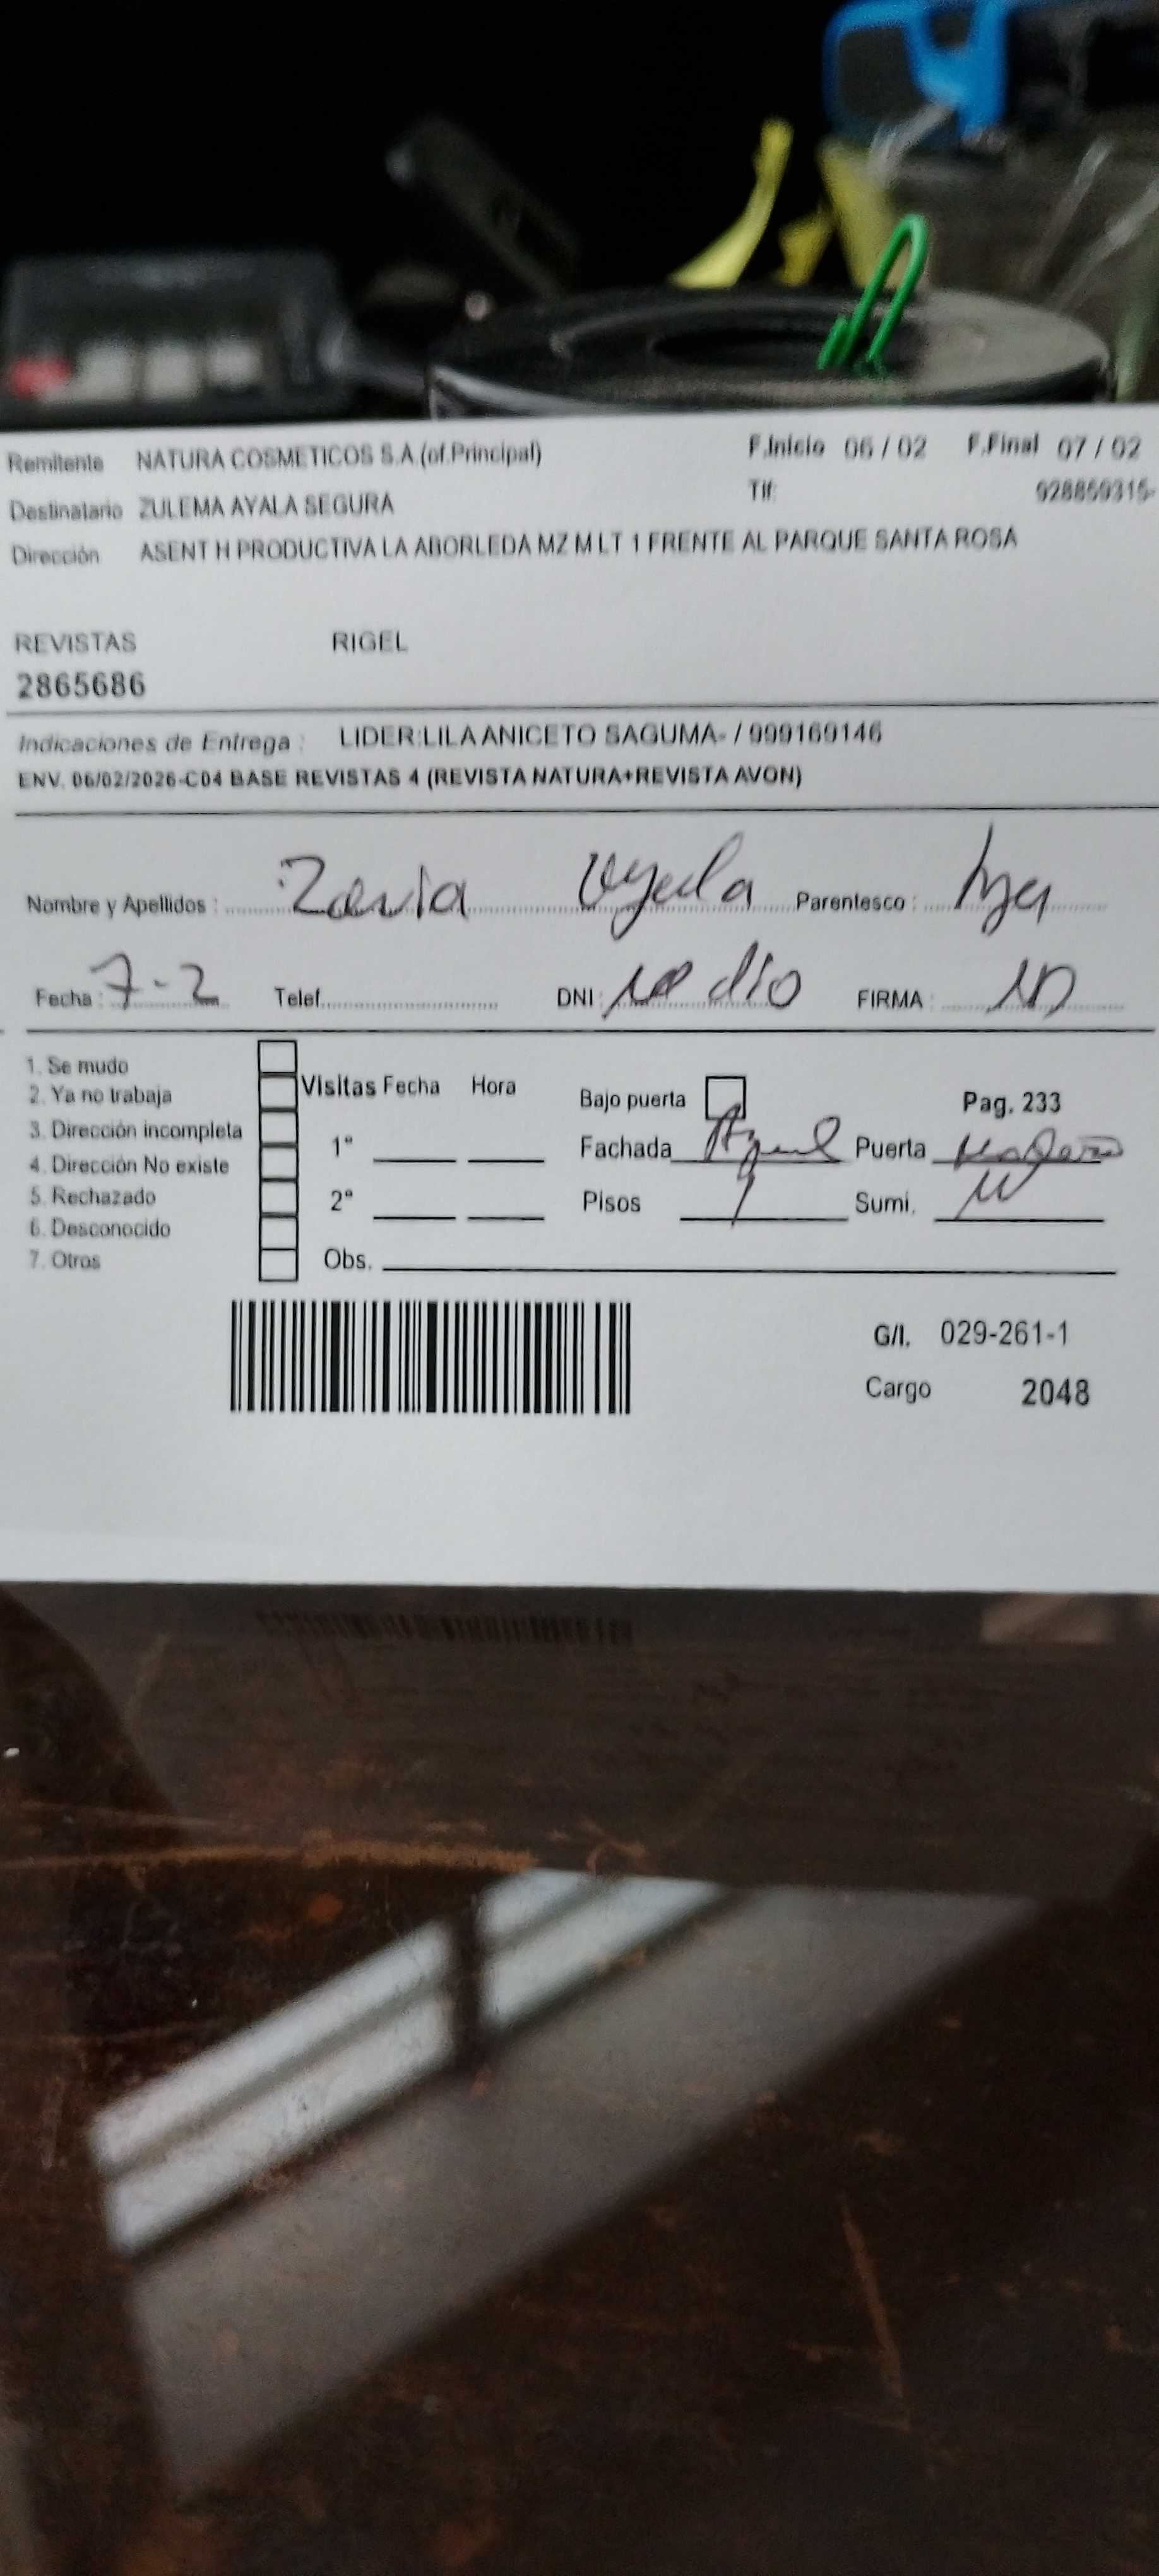 Remitente NATURA COSMETICOS S.A.(of.Principal) F.Inicio 06 / 02 F.Final 07 / 02
Destinatario ZULEMA AYALA SEGURA Tlf: 928859315-
Dirección ASENT H PRODUCTIVA LA ABORLEDA MZ M LT 1 FRENTE AL PARQUE SANTA ROSA
REVISTAS RIGEL
2865686
Indicaciones de Entrega : LIDER:LILA ANICETO SAGUMA- / 999169146
ENV. 06/02/2026-C04 BASE REVISTAS 4 (REVISTA NATURA+REVISTA AVON)
Nombre y Apellidos : Parentesco :
Fecha : 7-2 Telef. DNI : no dio FIRMA :
1. Se mudo
2. Ya no trabaja Visitas Fecha Hora Bajo puerta Pag. 233
3. Dirección incompleta 1° Fachada Puerta
4. Dirección No existe
5. Rechazado 2° Pisos 1 Sumi.
6. Desconocido
7. Otros Obs.
G/I. 029-261-1
Cargo 2048